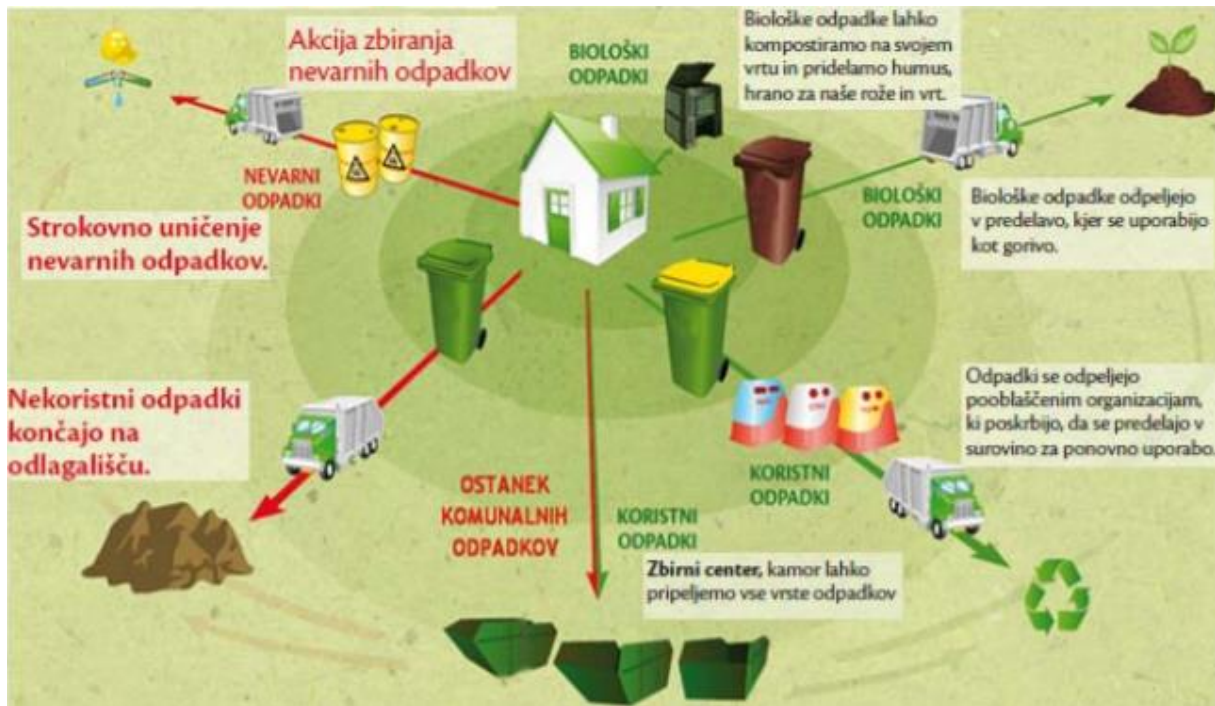 Akcija zbiranja
nevarnih odpadkov
BIOLOŠKI
ODPADKI
Biološke odpadke lahko
kompostiramo na svojem
vrtu in pridelamo humus,
hrano za naše rože in vrt.
NEVARNI
ODPADKI
BIOLOŠKI
ODPADKI
Biološke odpadke odpeljejo
v predelavo, kjer se uporabijo
kot gorivo.
Strokovno uničenje
nevarnih odpadkov.
Nekoristni odpadki
končajo na
odlagališču.
Odpadki se odpeljejo
pooblaščenim organizacijam,
ki poskrbijo, da se predelajo v
surovino za ponovno uporabo.
KORISTNI
ODPADKI
OSTANEK
KOMUNALNIH
ODPADKOV
KORISTNI
ODPADKI
Zbirni center, kamor lahko
pripeljemo vse vrste odpadkov